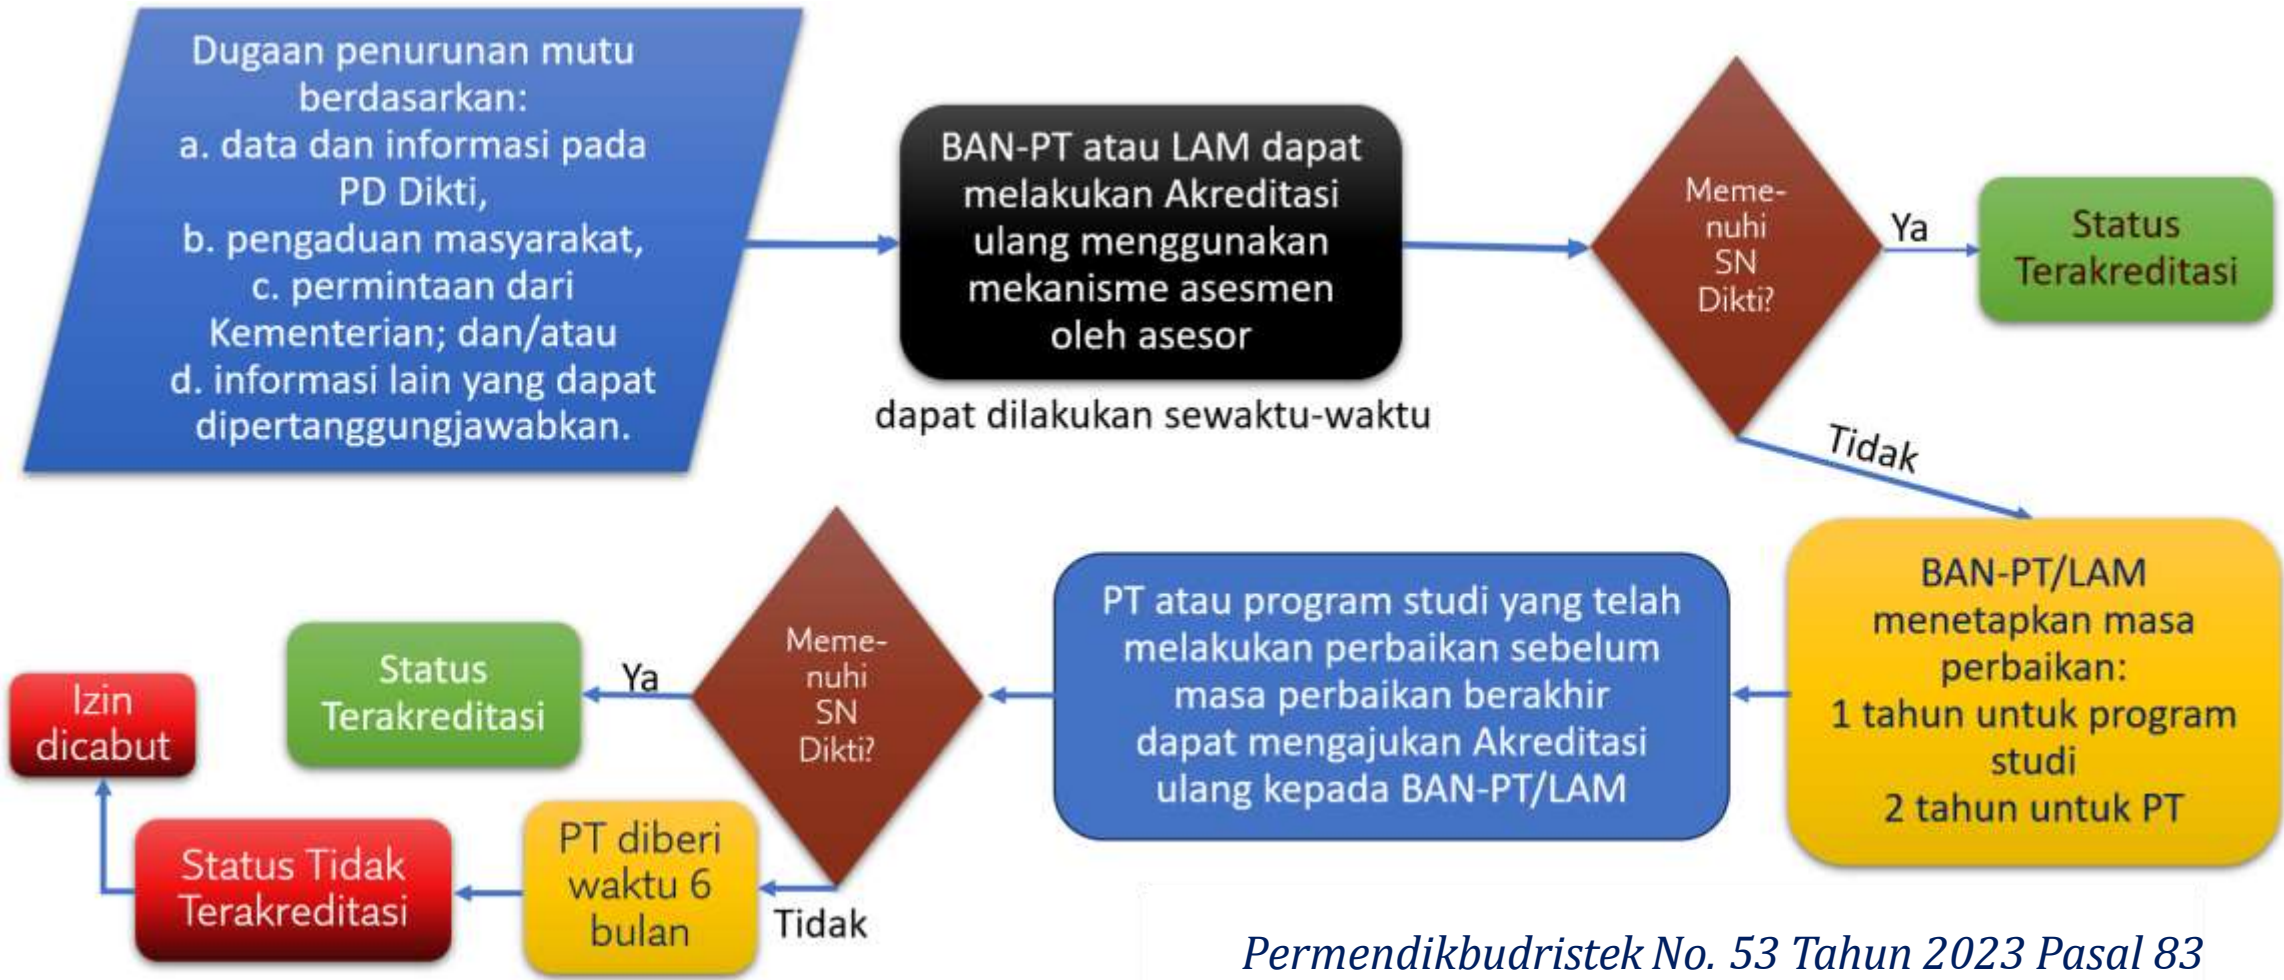 Dugaan penurunan mutu
berdasarkan:
a. data dan informasi pada
PD Dikti,
b. pengaduan masyarakat,
c. permintaan dari
Kementerian; dan/atau
d. informasi lain yang dapat
dipertanggungjawabkan.
BAN-PT atau LAM dapat
melakukan Akreditasi
ulang menggunakan
mekanisme asesmen
oleh asesor
dapat dilakukan sewaktu-waktu
Meme-
nuhi
SN
Dikti?
Ya
Status
Terakreditasi
Tidak
BAN-PT/LAM
menetapkan masa
perbaikan:
1 tahun untuk program
studi
2 tahun untuk PT
PT atau program studi yang telah
melakukan perbaikan sebelum
masa perbaikan berakhir
dapat mengajukan Akreditasi
ulang kepada BAN-PT/LAM
Meme-
nuhi
SN
Dikti?
Ya
Status
Terakreditasi
Tidak
PT diberi
waktu 6
bulan
Status Tidak
Terakreditasi
Izin
dicabut
Permendikbudristek No. 53 Tahun 2023 Pasal 83